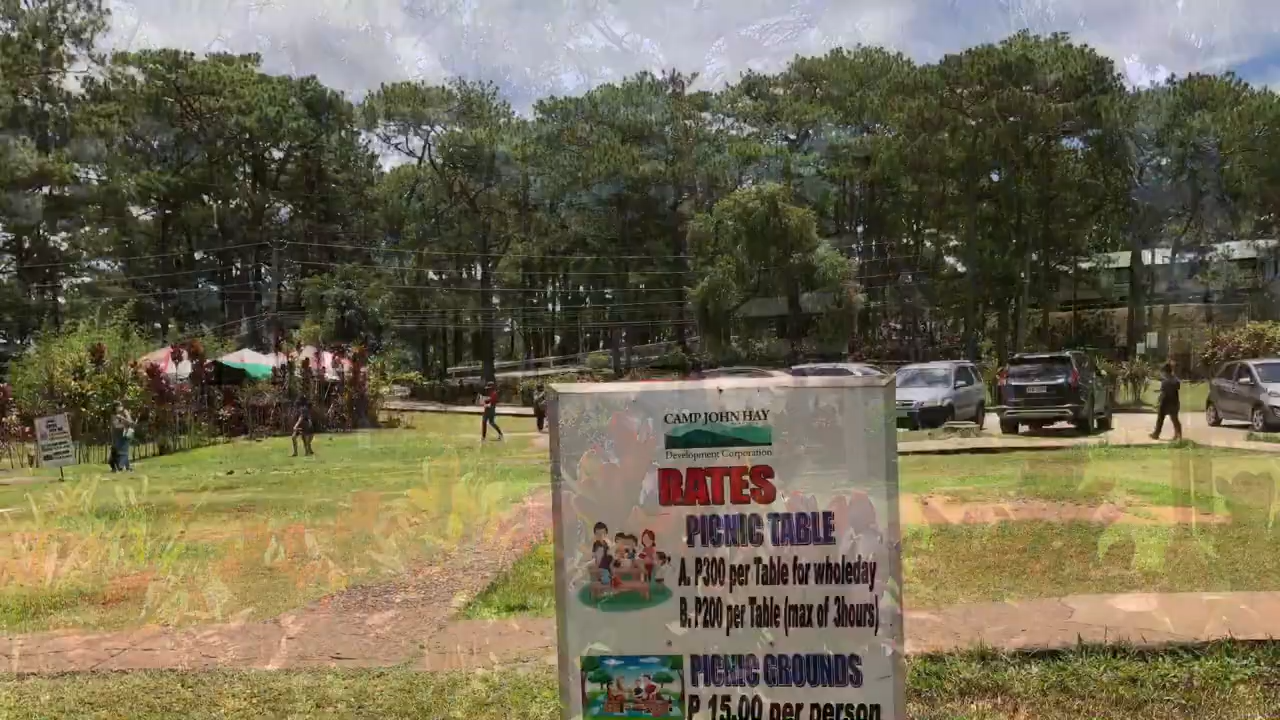 CAMP JOHN HAY
Development Corporation
RATES
PICNIC TABLE
A. P300 per Table for wholeday
B. P200 per Table (max of 3hours)
PICNIC GROUNDS
P 15.00 per person